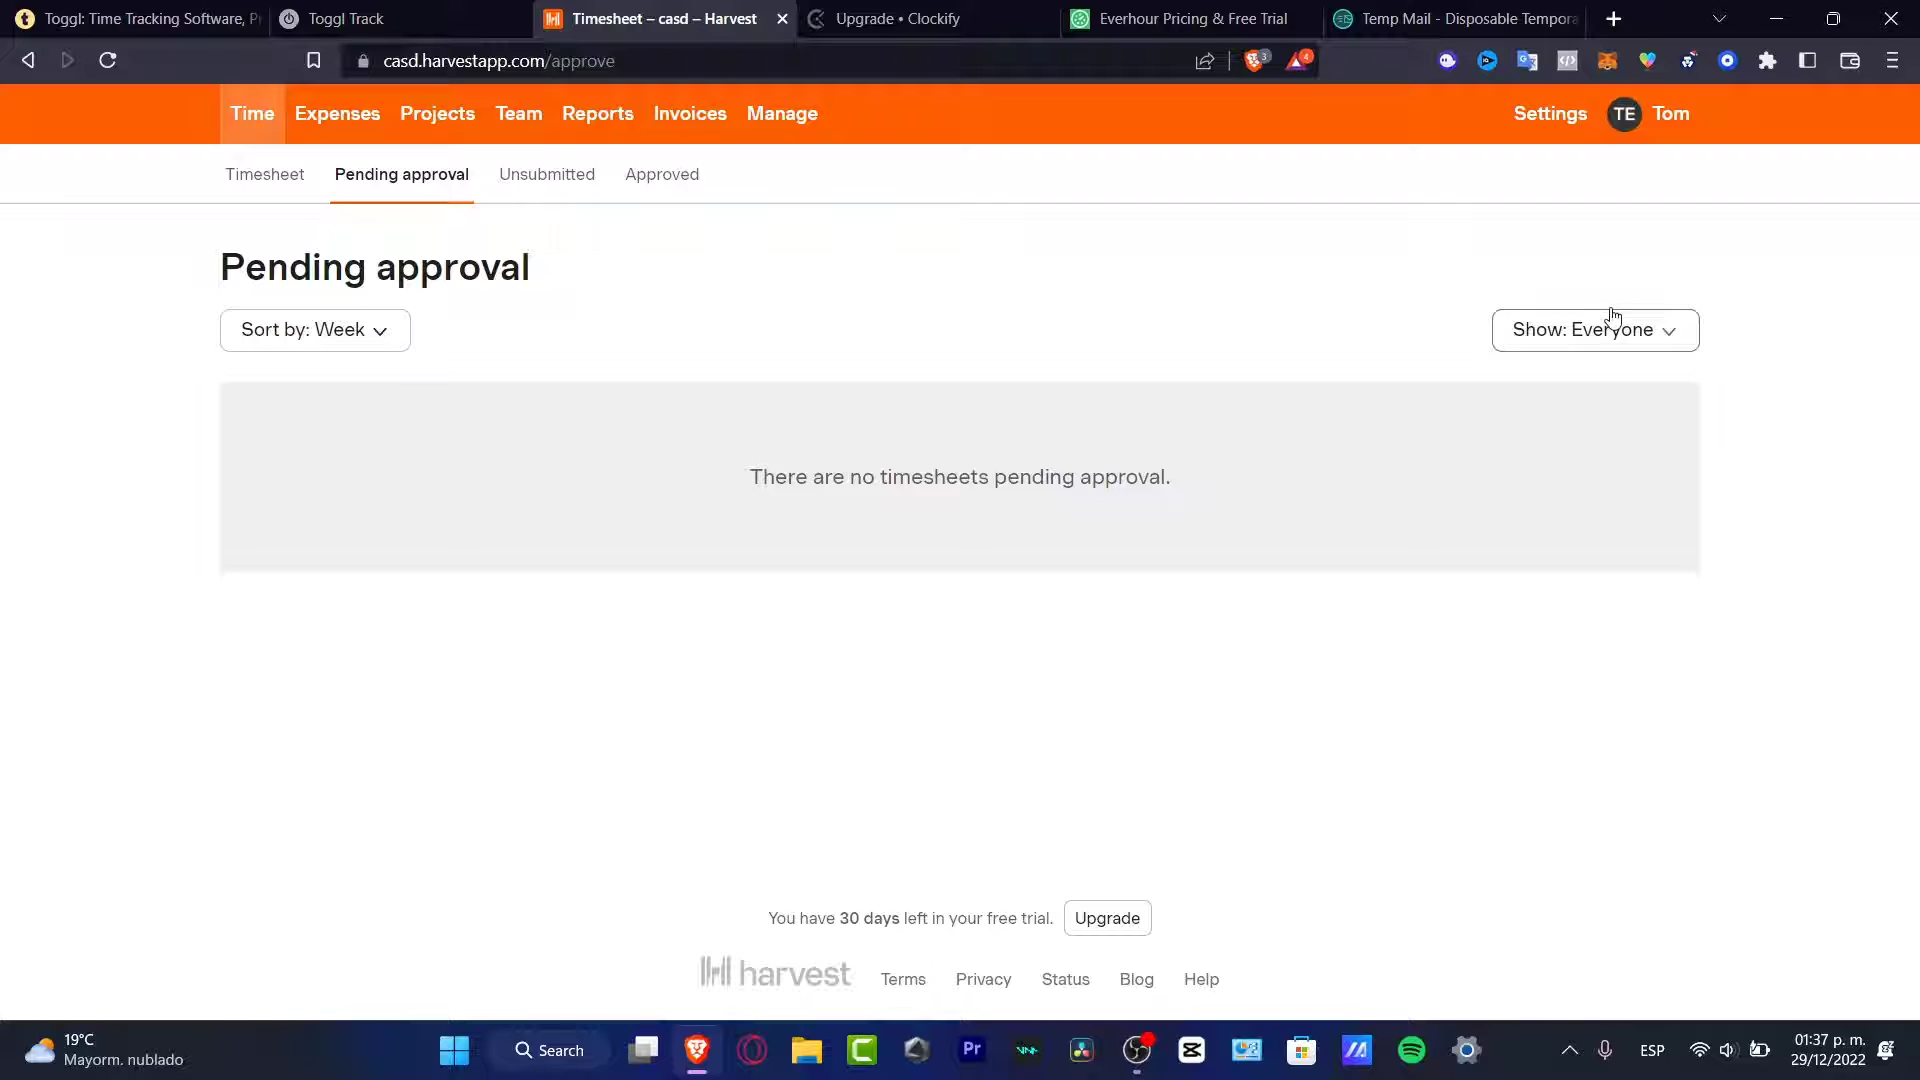 Toggl: Time Tracking Software, P
Toggl Track
Timesheet – casd – Harvest
Upgrade • Clockify
Everhour Pricing & Free Trial
Temp Mail - Disposable Tempora
casd.harvestapp.com/approve
3
4
Time
Expenses
Projects
Team
Reports
Invoices
Manage
Settings
TE
Tom
Timesheet
Pending approval
Unsubmitted
Approved
Pending approval
Sort by: Week
Show: Everyone
There are no timesheets pending approval.
You have 30 days left in your free trial.
Upgrade
harvest
Terms
Privacy
Status
Blog
Help
19°C
Mayorm. nublado
Search
Pr
ESP
01:37 p. m.
29/12/2022